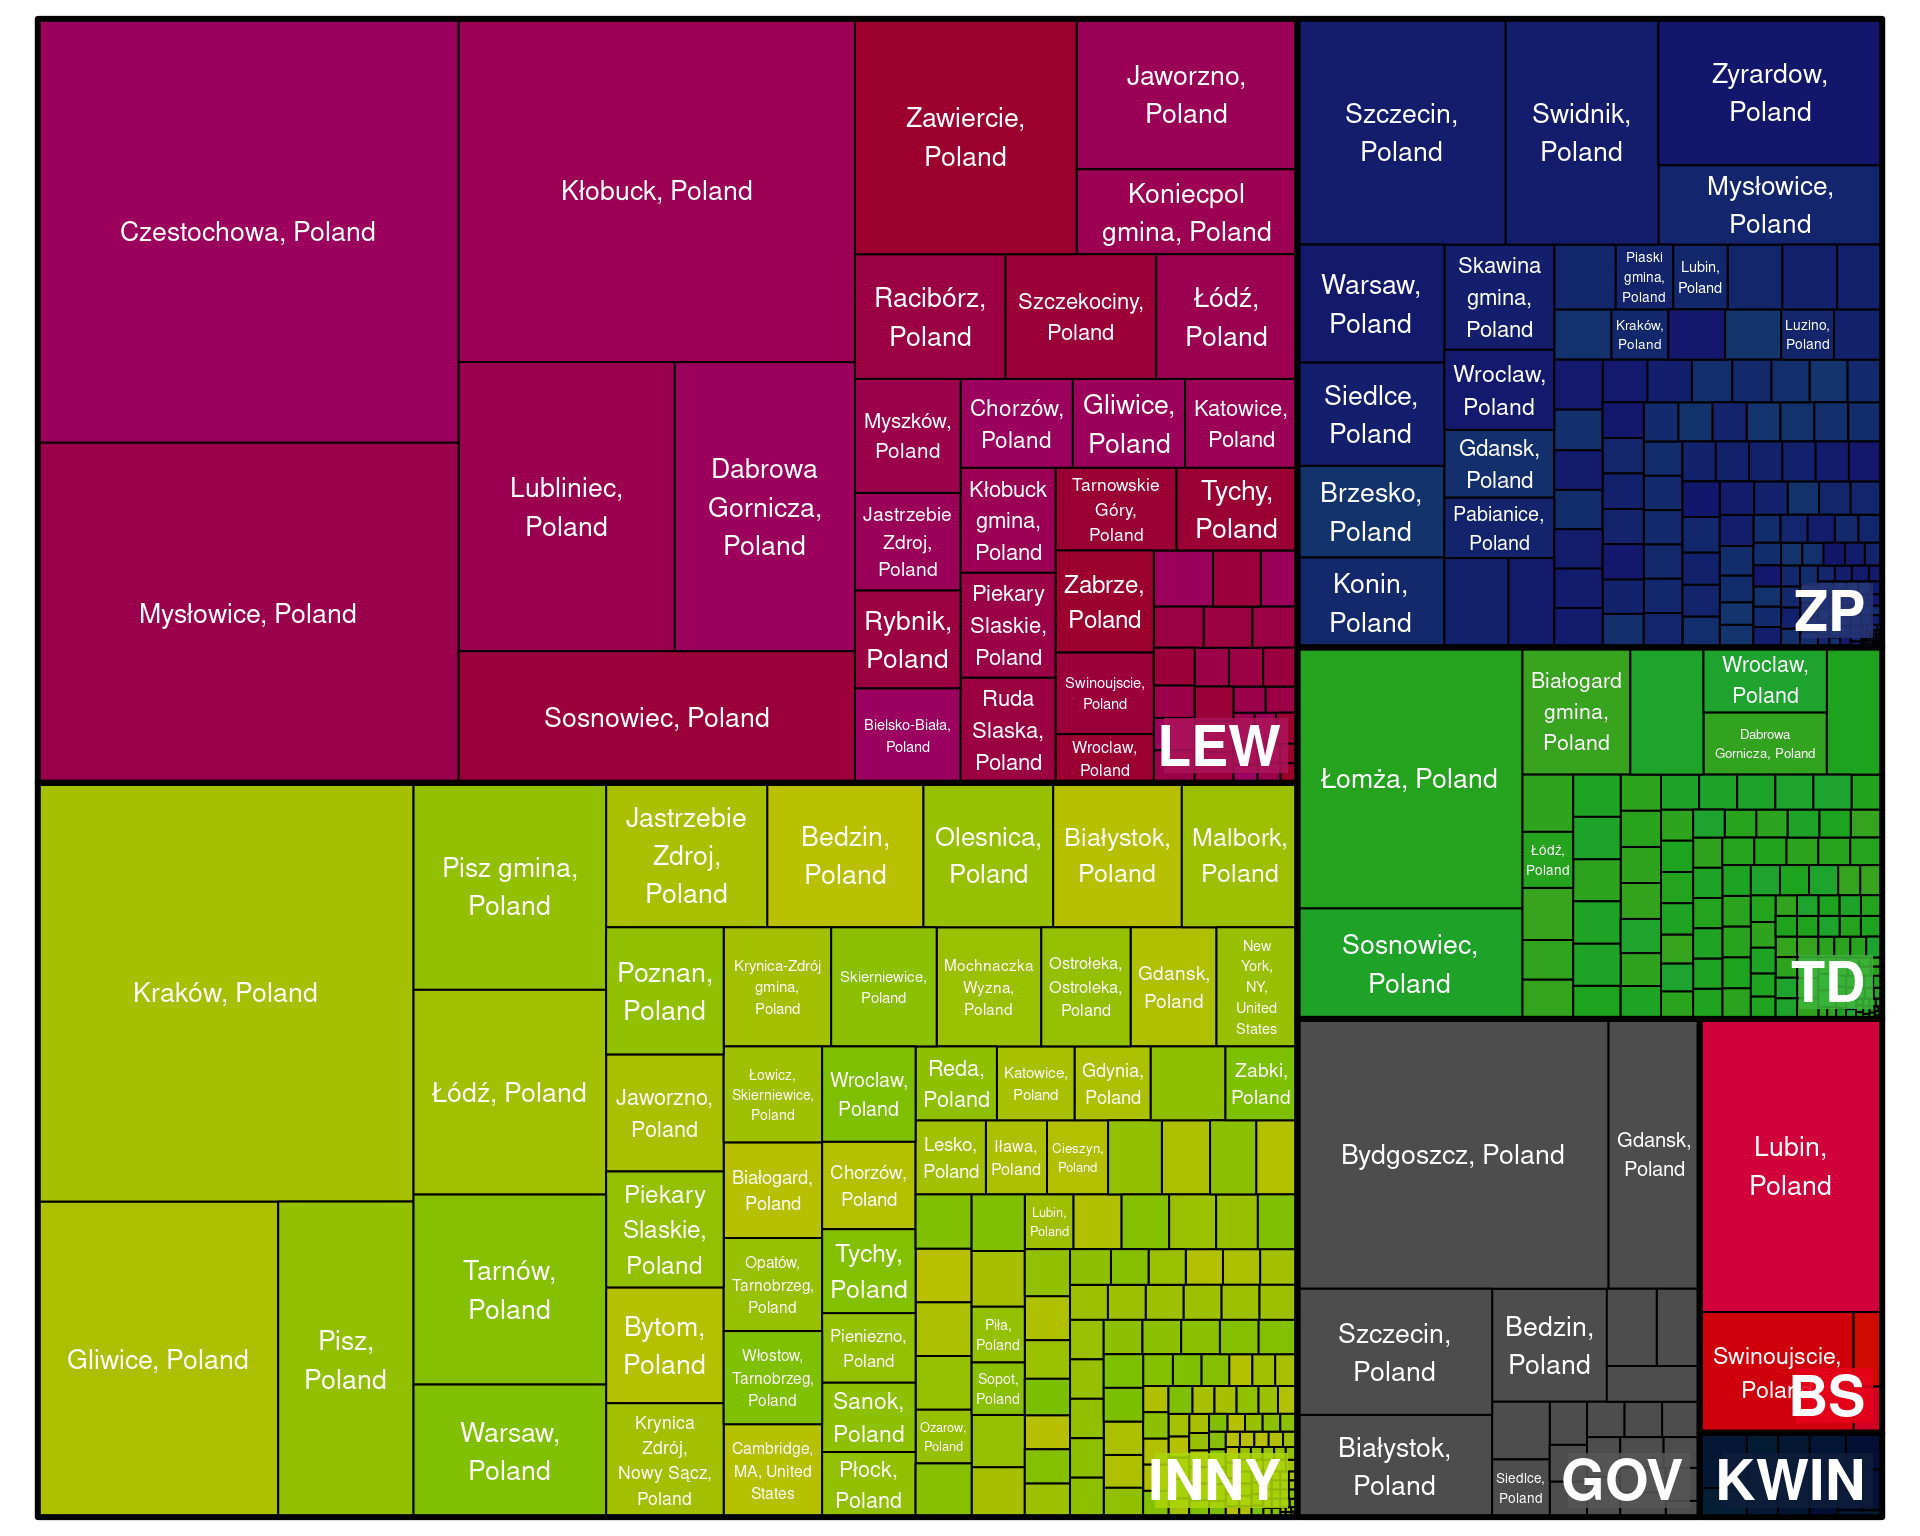 Czestochowa, Poland
Mysłowice, Poland
Kłobuck, Poland
Lubliniec,
Poland
Dabrowa
Gornicza,
Poland
Sosnowiec, Poland
Zawiercie,
Poland
Jaworzno,
Poland
Koniecpol
gmina, Poland
Racibórz,
Poland
Szczekociny,
Poland
Łódź,
Poland
Myszków,
Poland
Jastrzebie
Zdroj,
Poland
Rybnik,
Poland
Bielsko-Biała,
Poland
Chorzów,
Poland
Gliwice,
Poland
Katowice,
Poland
Kłobuck
gmina,
Poland
Piekary
Slaskie,
Poland
Ruda
Slaska,
Poland
Tarnowskie
Góry,
Poland
Tychy,
Poland
Zabrze,
Poland
Swinoujscie,
Poland
Wroclaw,
Poland
LEW
Szczecin,
Poland
Swidnik,
Poland
Zyrardow,
Poland
Mysłowice,
Poland
Warsaw,
Poland
Siedlce,
Poland
Brzesko,
Poland
Konin,
Poland
Skawina
gmina,
Poland
Wroclaw,
Poland
Gdansk,
Poland
Pabianice,
Poland
Piaski
gmina,
Poland
Lubin,
Poland
Kraków,
Poland
Luzino,
Poland
ZP
Łomża, Poland
Sosnowiec,
Poland
Białogard
gmina,
Poland
Wroclaw,
Poland
Dabrowa
Gornicza, Poland
Łódź,
Poland
TD
Kraków, Poland
Gliwice, Poland
Pisz,
Poland
Pisz gmina,
Poland
Łódź, Poland
Tarnów,
Poland
Warsaw,
Poland
Jastrzebie
Zdroj,
Poland
Bedzin,
Poland
Olesnica,
Poland
Białystok,
Poland
Malbork,
Poland
Poznan,
Poland
Jaworzno,
Poland
Piekary
Slaskie,
Poland
Bytom,
Poland
Krynica
Zdrój,
Nowy Sącz,
Poland
Krynica-Zdrój
gmina,
Poland
Skierniewice,
Poland
Mochnaczka
Wyzna,
Poland
Ostrołeka,
Ostroleka,
Poland
Gdansk,
Poland
New
York,
NY,
United
States
Łowicz,
Skierniewice,
Poland
Białogard,
Poland
Opatów,
Tarnobrzeg,
Poland
Włostow,
Tarnobrzeg,
Poland
Cambridge,
MA, United
States
Wroclaw,
Poland
Chorzów,
Poland
Tychy,
Poland
Pieniezno,
Poland
Sanok,
Poland
Płock,
Poland
Reda,
Poland
Katowice,
Poland
Gdynia,
Poland
Zabki,
Poland
Lesko,
Poland
Iława,
Poland
Cieszyn,
Poland
Lubin,
Poland
Piła,
Poland
Sopot,
Poland
Ozarow,
Poland
INNY
Bydgoszcz, Poland
Gdansk,
Poland
Szczecin,
Poland
Białystok,
Poland
Bedzin,
Poland
Siedlce,
Poland
GOV
Lubin,
Poland
Swinoujscie,
Poland
BS
KWIN